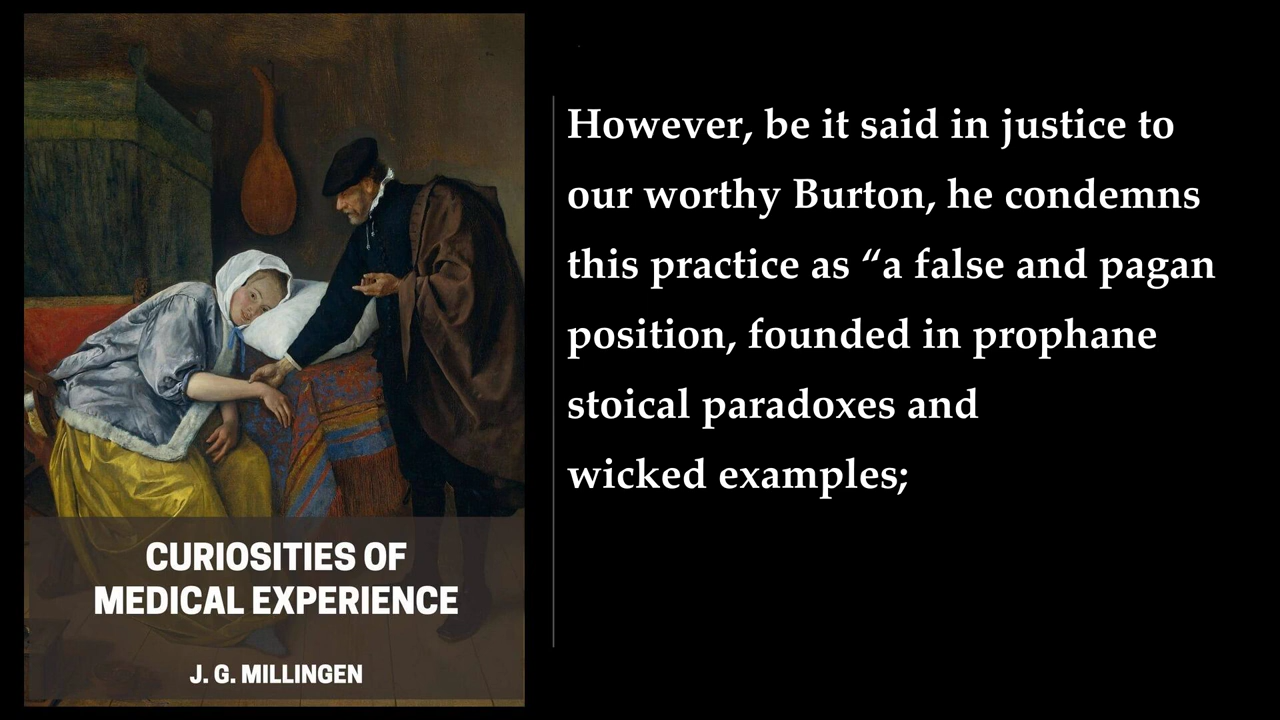 However, be it said in justice to
our worthy Burton, he condemns
this practice as “a false and pagan
position, founded in prophane
stoical paradoxes and
wicked examples;
CURIOSITIES OF
MEDICAL EXPERIENCE
J. G. MILLINGEN